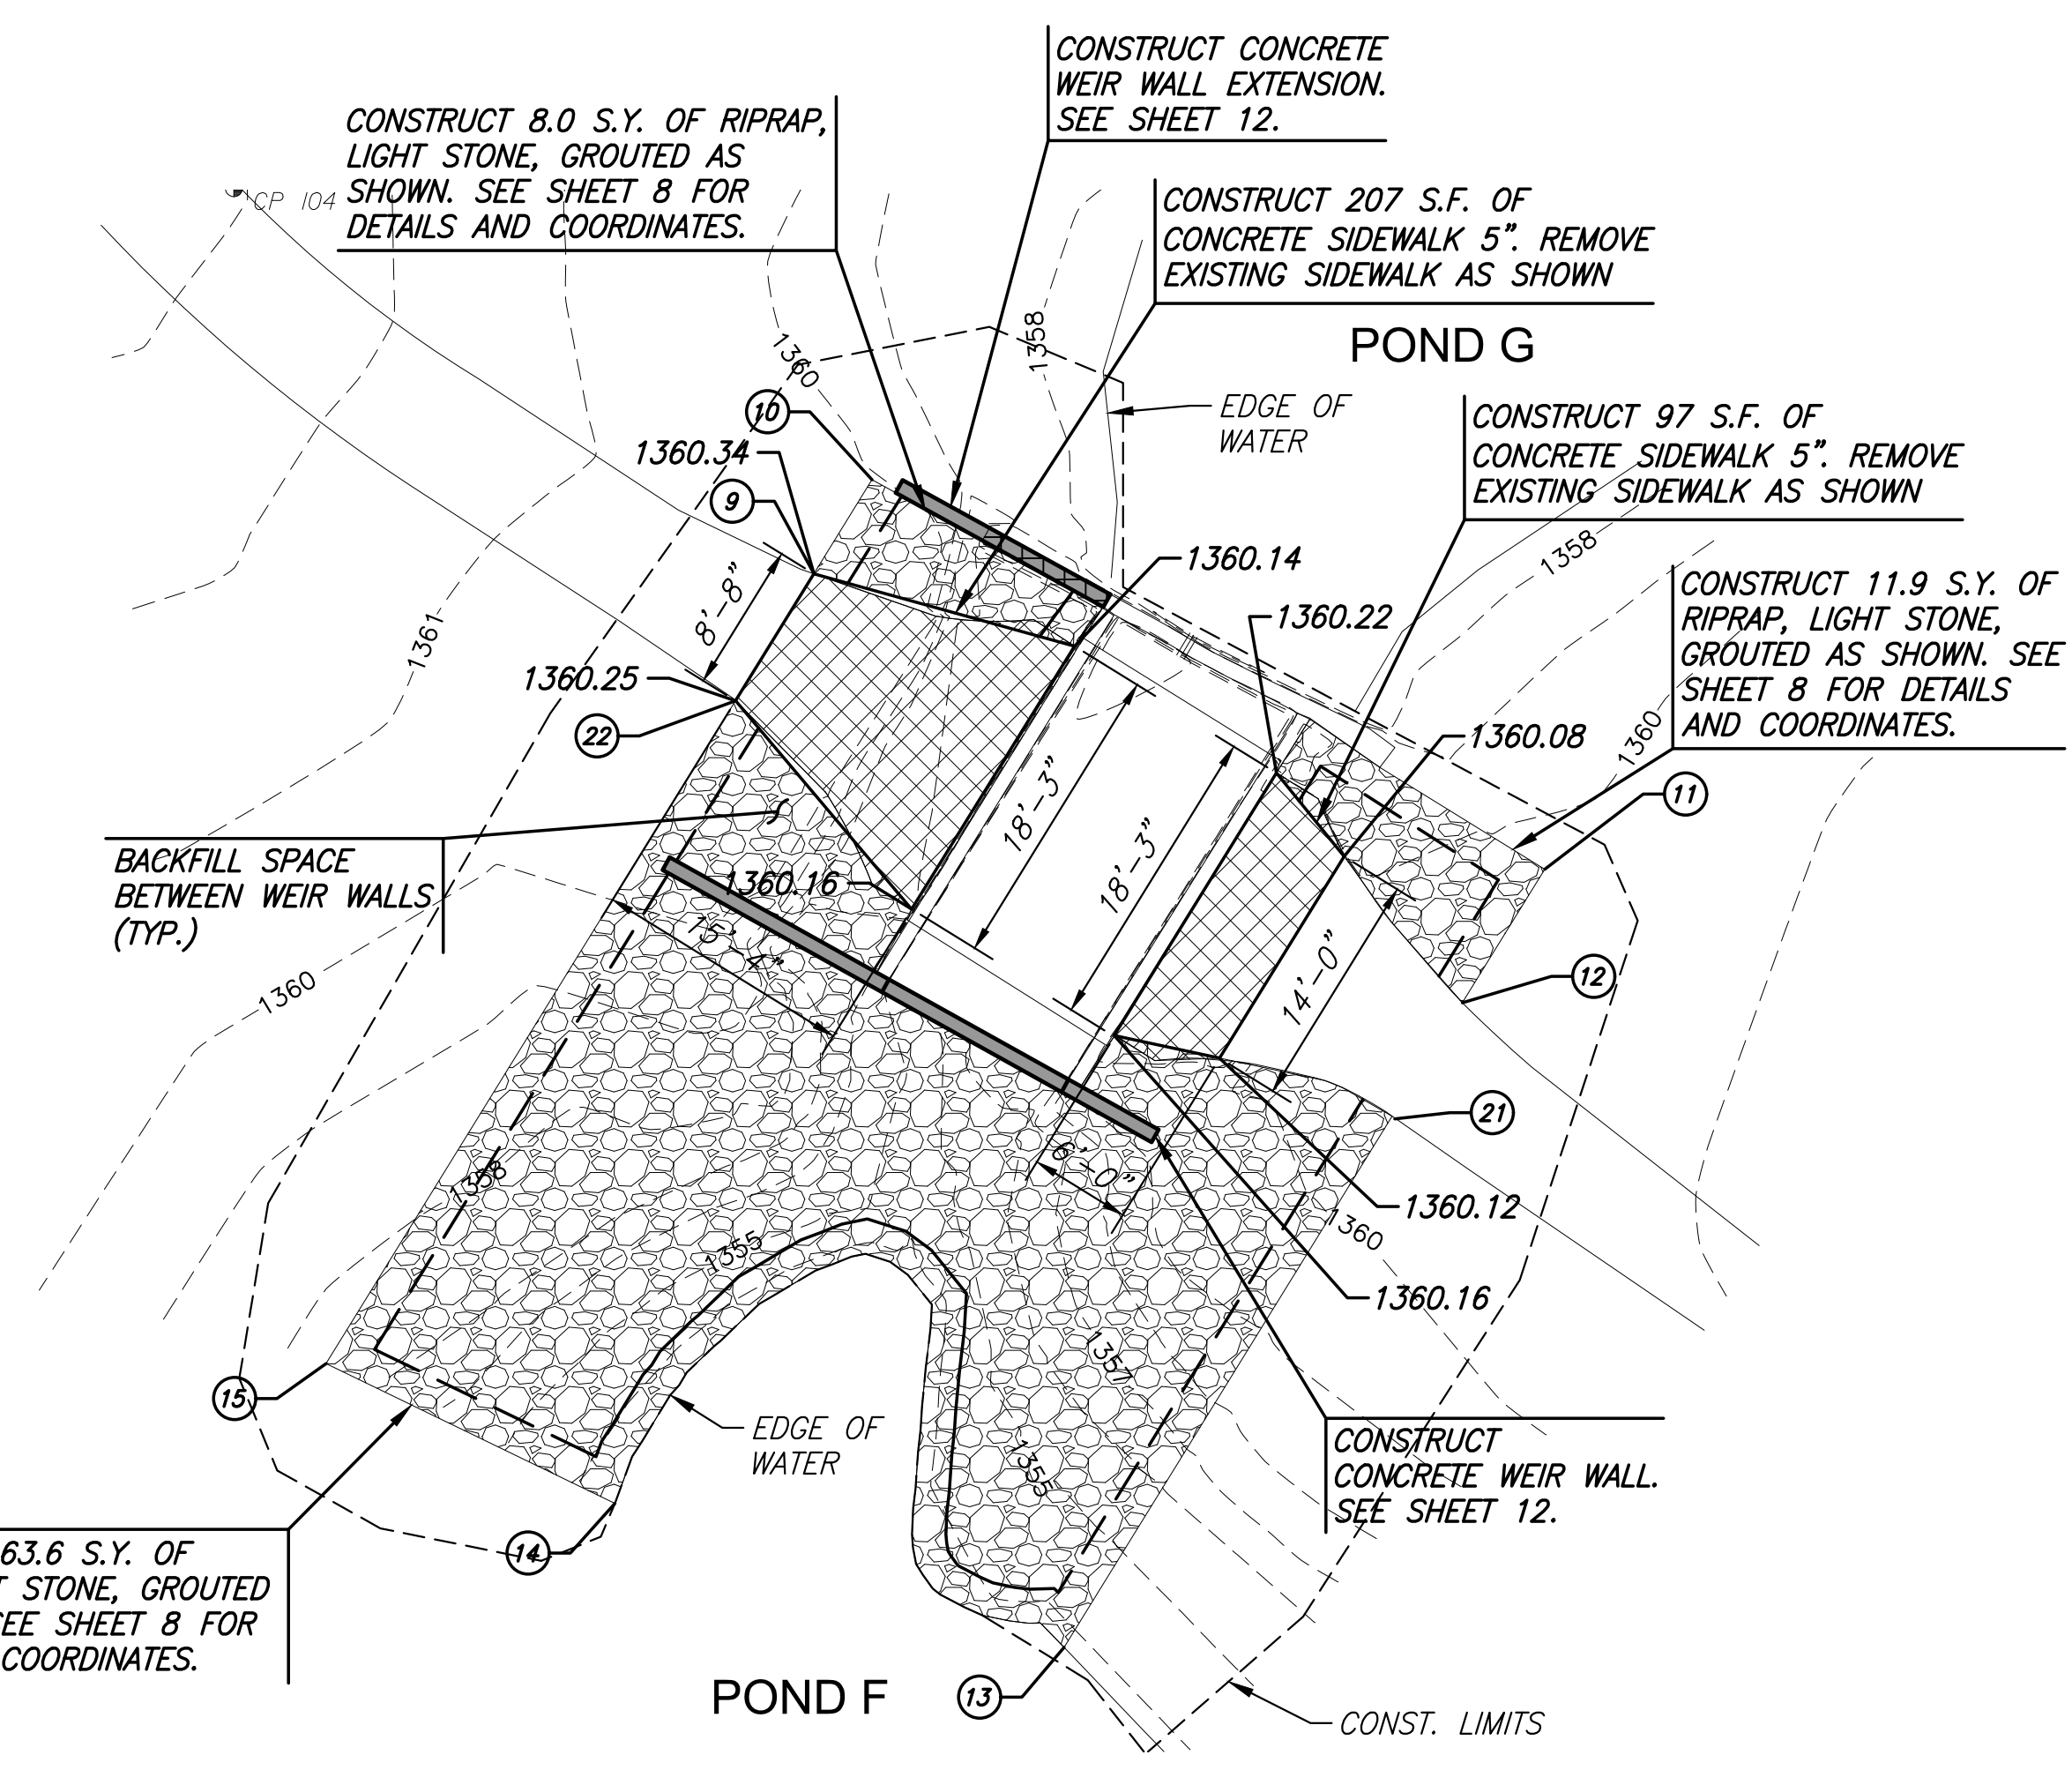 CONSTRUCT CONCRETE
WEIR WALL EXTENSION.
SEE SHEET 12.
CONSTRUCT 8.0 S.Y. OF RIPRAP,
LIGHT STONE, GROUTED AS
SHOWN. SEE SHEET 8 FOR
DETAILS AND COORDINATES.
CP 104
CONSTRUCT 207 S.F. OF
CONCRETE SIDEWALK 5". REMOVE
EXISTING SIDEWALK AS SHOWN
POND G
1358
1360
EDGE OF
WATER
10
1360.34
9
CONSTRUCT 97 S.F. OF
CONCRETE SIDEWALK 5". REMOVE
EXISTING SIDEWALK AS SHOWN
1358
1360.14
8'-8"
1361
1360.22
CONSTRUCT 11.9 S.Y. OF
RIPRAP, LIGHT STONE,
GROUTED AS SHOWN. SEE
SHEET 8 FOR DETAILS
AND COORDINATES.
1360.25
22
1360.08
1360
11
18'-3"
18'-3"
BACKFILL SPACE
BETWEEN WEIR WALLS
(TYP.)
1360.16
15'-4"
14'-0"
12
1360
21
6'-0"
1358
1360.12
1360
1355
1360.16
1357
15
EDGE OF
WATER
1355
CONSTRUCT
CONCRETE WEIR WALL.
SEE SHEET 12.
14
63.6 S.Y. OF
STONE, GROUTED
SEE SHEET 8 FOR
COORDINATES.
POND F
13
CONST. LIMITS